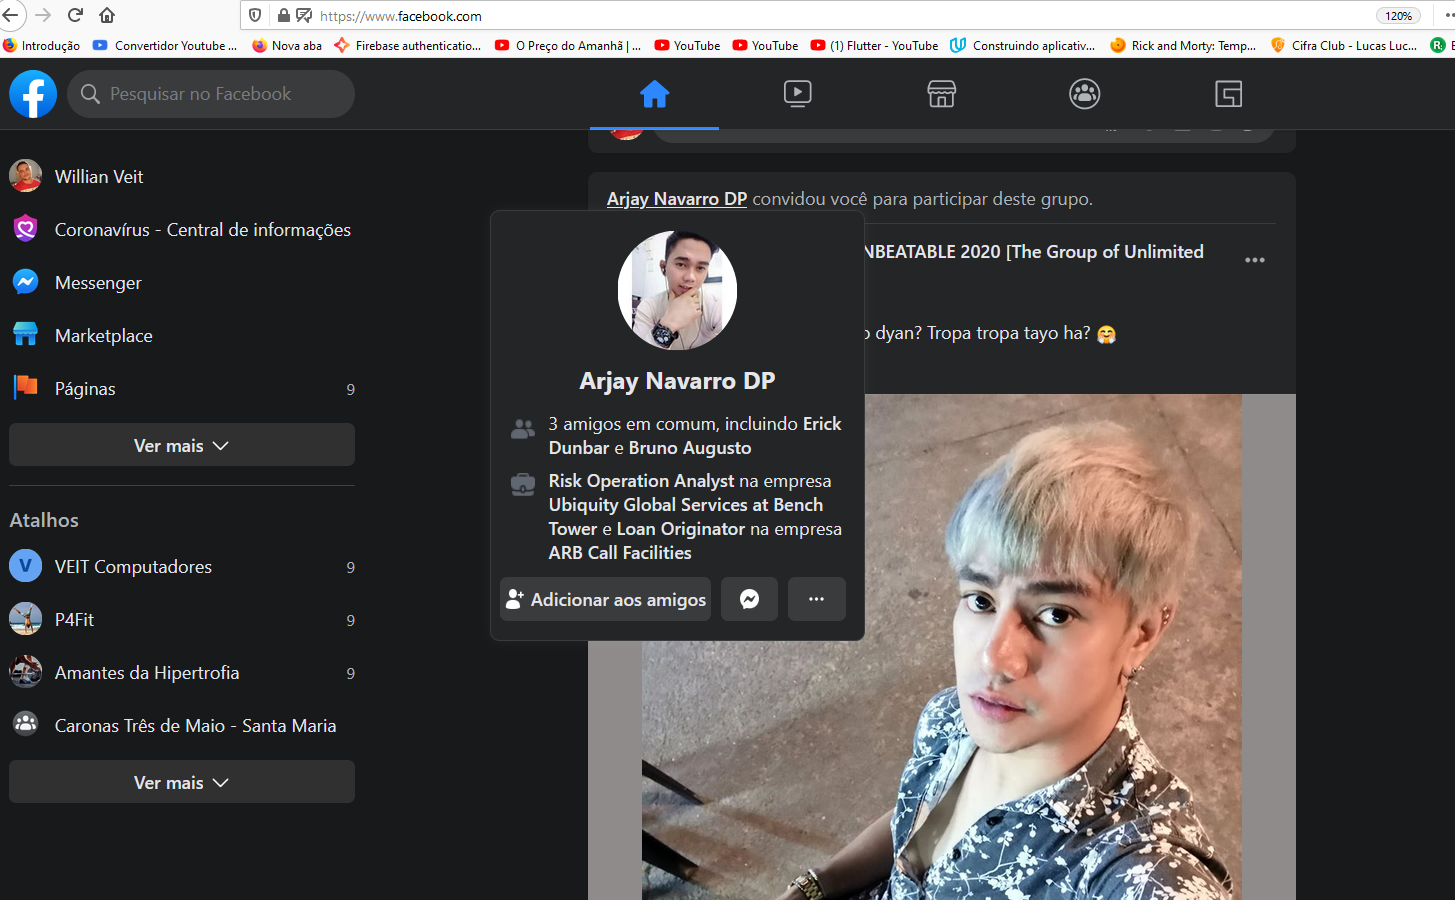 https://www.facebook.com
120%
Introdução
Convertidor Youtube ...
Nova aba
Firebase authenticatio...
O Preço do Amanhã | ...
YouTube
YouTube
(1) Flutter - YouTube
Construindo aplicativ...
Rick and Morty: Temp...
Cifra Club - Lucas Luc...
Pesquisar no Facebook
Willian Veit
Coronavírus - Central de informações
Messenger
Marketplace
Páginas
9
Ver mais
Atalhos
V
VEIT Computadores
9
P4Fit
9
Amantes da Hipertrofia
9
Caronas Três de Maio - Santa Maria
Ver mais
Arjay Navarro DP convidou você para participar deste grupo.
NBEATABLE 2020 [The Group of Unlimited
dyan? Tropa tropa tayo ha? 🤗
Arjay Navarro DP
3 amigos em comum, incluindo Erick
Dunbar e Bruno Augusto
Risk Operation Analyst na empresa
Ubiquity Global Services at Bench
Tower e Loan Originator na empresa
ARB Call Facilities
Adicionar aos amigos